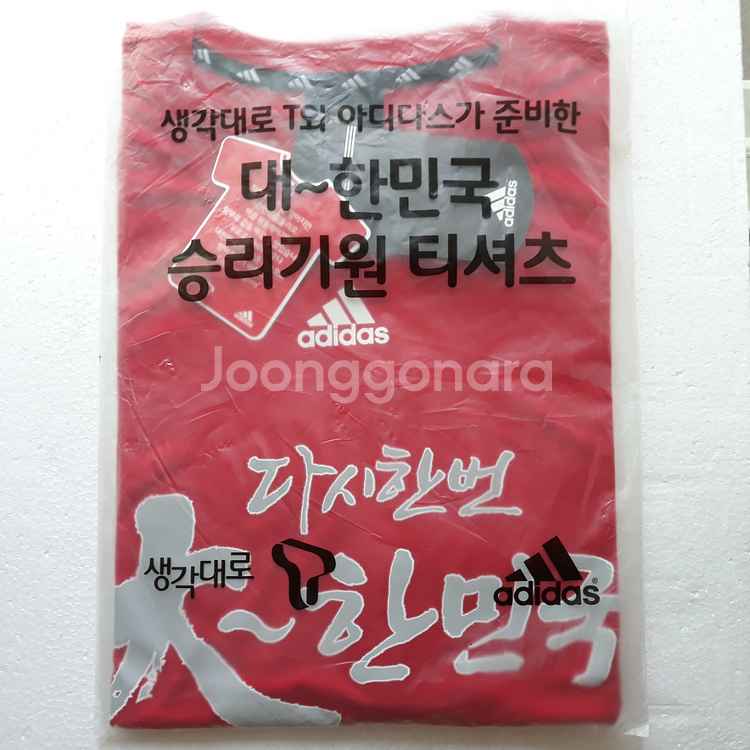 생각대로 T와 아디다스가 준비한
대~한민국
승리기원 티셔츠
adidas
adidas
Joonggonara
다시한번
大~한민국
생각대로 T
adidas